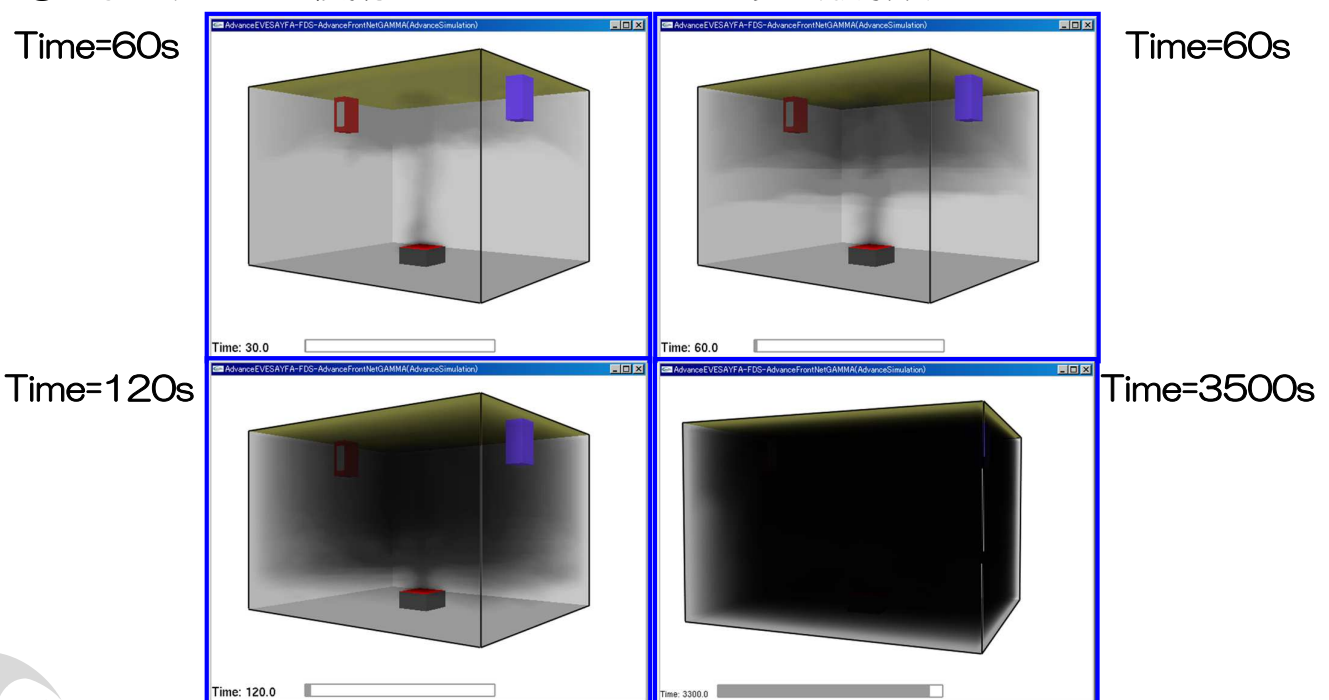 AdvanceEVESAYFA-FDS-AdvanceFrontNetGAMMA(AdvanceSimulation)
AdvanceEVESAYFA-FDS-AdvanceFrontNetGAMMA(AdvanceSimulation)
Time=60s
Time=60s
Time: 30.0
Time: 60.0
AdvanceEVESAYFA-FDS-AdvanceFrontNetGAMMA(AdvanceSimulation)
AdvanceEVESAYFA-FDS-AdvanceFrontNetGAMMA(AdvanceSimulation)
Time=120s
Time=3500s
Time: 120.0
Time: 3300.0